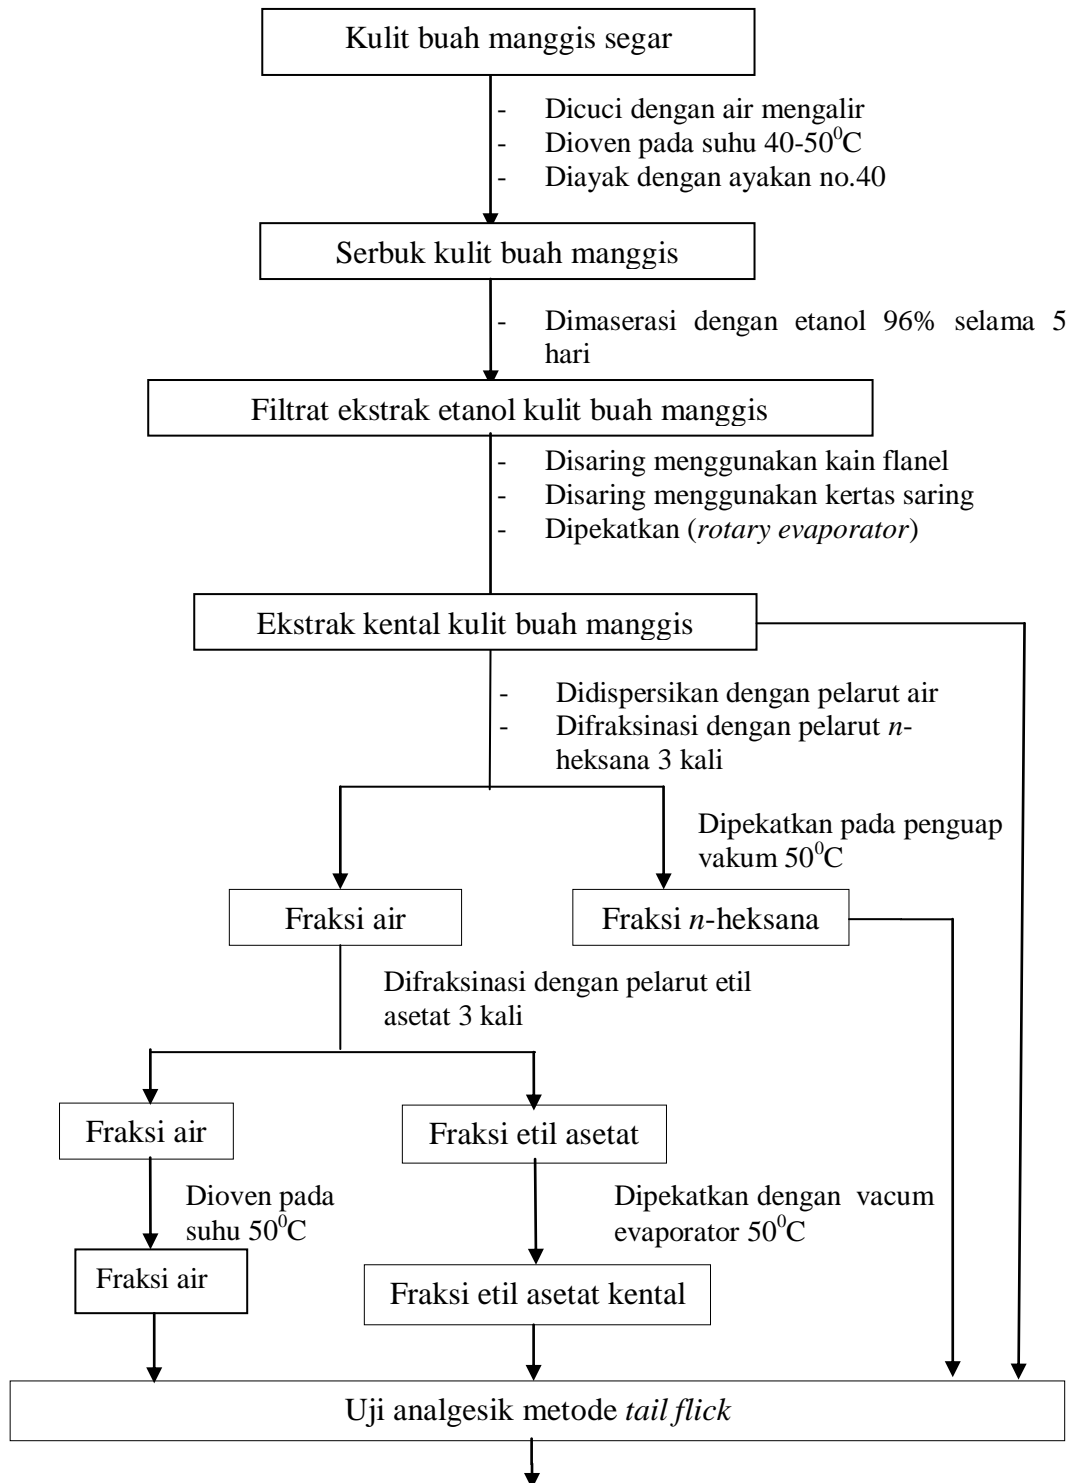 Kulit buah manggis segar
- Dicuci dengan air mengalir
- Dioven pada suhu 40-50⁰C
- Diayak dengan ayakan no.40
Serbuk kulit buah manggis
- Dimaserasi dengan etanol 96% selama 5
hari
Filtrat ekstrak etanol kulit buah manggis
- Disaring menggunakan kain flanel
- Disaring menggunakan kertas saring
- Dipekatkan (rotary evaporator)
Ekstrak kental kulit buah manggis
- Didispersikan dengan pelarut air
- Difraksinasi dengan pelarut n-
heksana 3 kali
Dipekatkan pada penguap
vakum 50⁰C
Fraksi air
Fraksi n-heksana
Difraksinasi dengan pelarut etil
asetat 3 kali
Fraksi air
Fraksi etil asetat
Dioven pada
suhu 50⁰C
Dipekatkan dengan vacum
evaporator 50⁰C
Fraksi air
Fraksi etil asetat kental
Uji analgesik metode tail flick